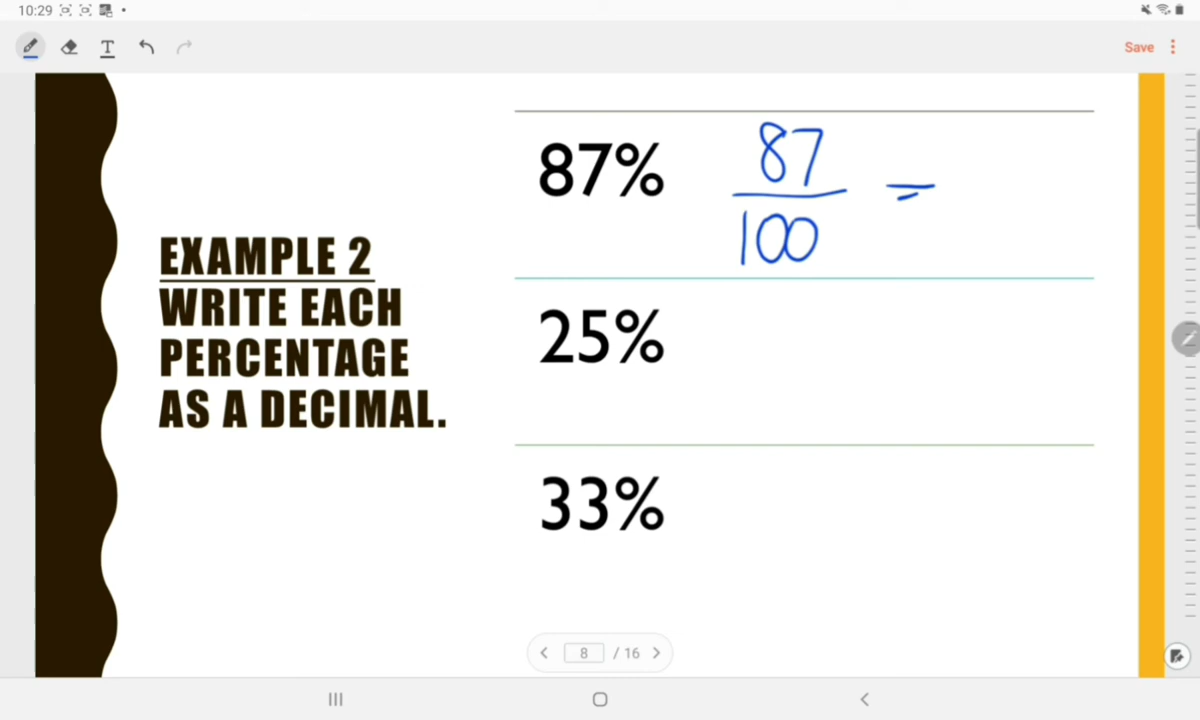 10:29
T
Save
EXAMPLE 2
WRITE EACH
PERCENTAGE
AS A DECIMAL.
87%
87
100
=
25%
33%
8 / 16